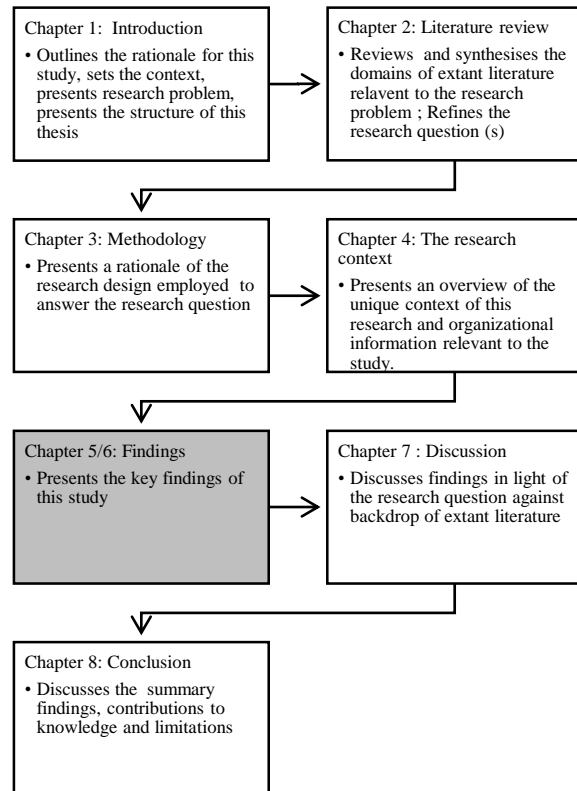 Chapter 1:  Introduction
• Outlines the rationale for this
study, sets the context,
presents research problem,
presents the structure of this
thesis
Chapter 2: Literature review
• Reviews  and synthesises the
domains of extant literature
relavent to the research
problem ; Refines the
research question (s)
Chapter 3: Methodology
• Presents a rationale of the
research design employed  to
answer the research question
Chapter 4: The research
context
• Presents an overview of the
unique context of this
research and organizational
information relevant to the
study.
Chapter 5/6: Findings
• Presents the key findings of
this study
Chapter 7 : Discussion
• Discusses findings in light of
the research question against
backdrop of extant literature
Chapter 8: Conclusion
• Discusses the  summary
findings, contributions to
knowledge and limitations